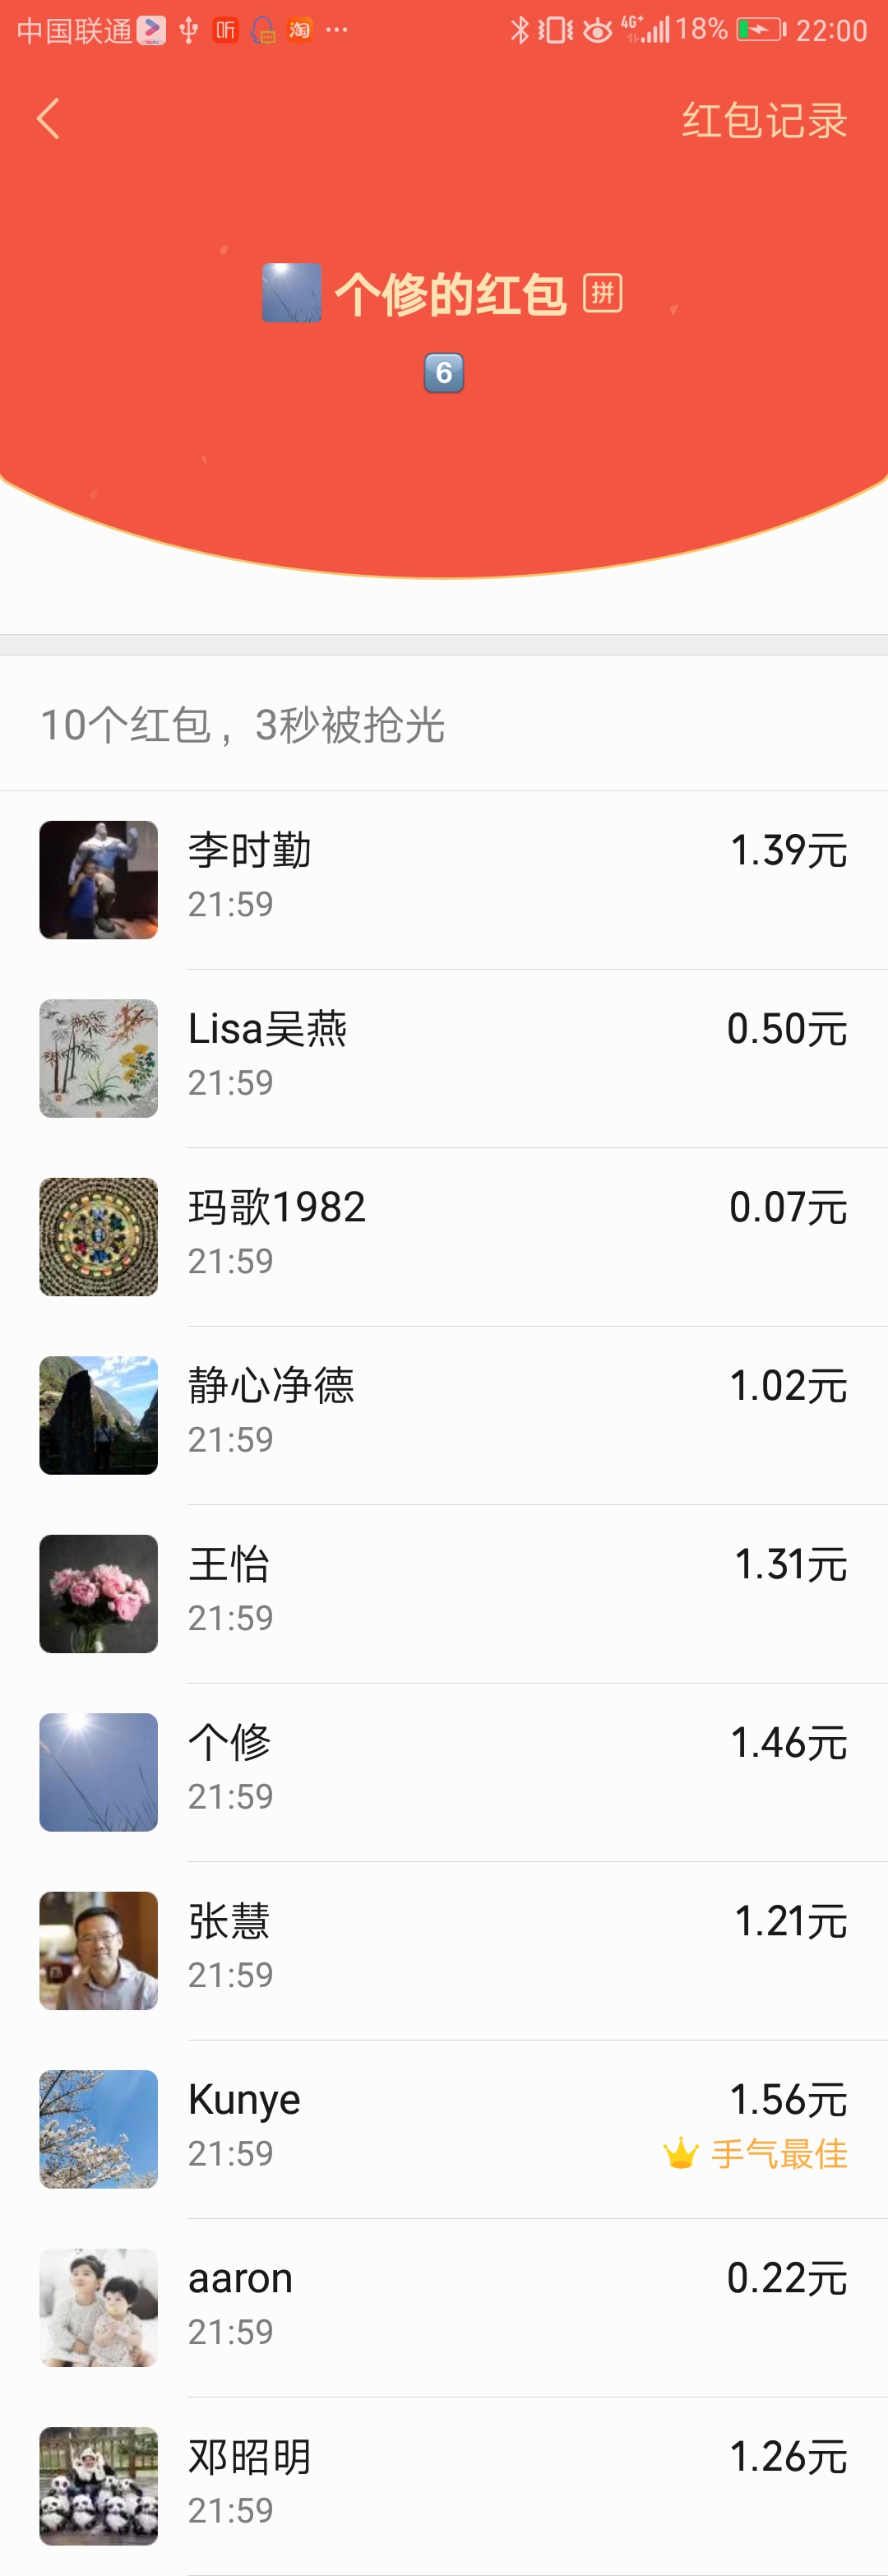 中国联通 听 淘 ... 4G+ 18% 22:00
红包记录
个修的红包 拼
6
10个红包，3秒被抢光
李时勤 1.39元
21:59
Lisa吴燕 0.50元
21:59
玛歌1982 0.07元
21:59
静心净德 1.02元
21:59
王怡 1.31元
21:59
个修 1.46元
21:59
张慧 1.21元
21:59
Kunye 1.56元
21:59 手气最佳
aaron 0.22元
21:59
邓昭明 1.26元
21:59